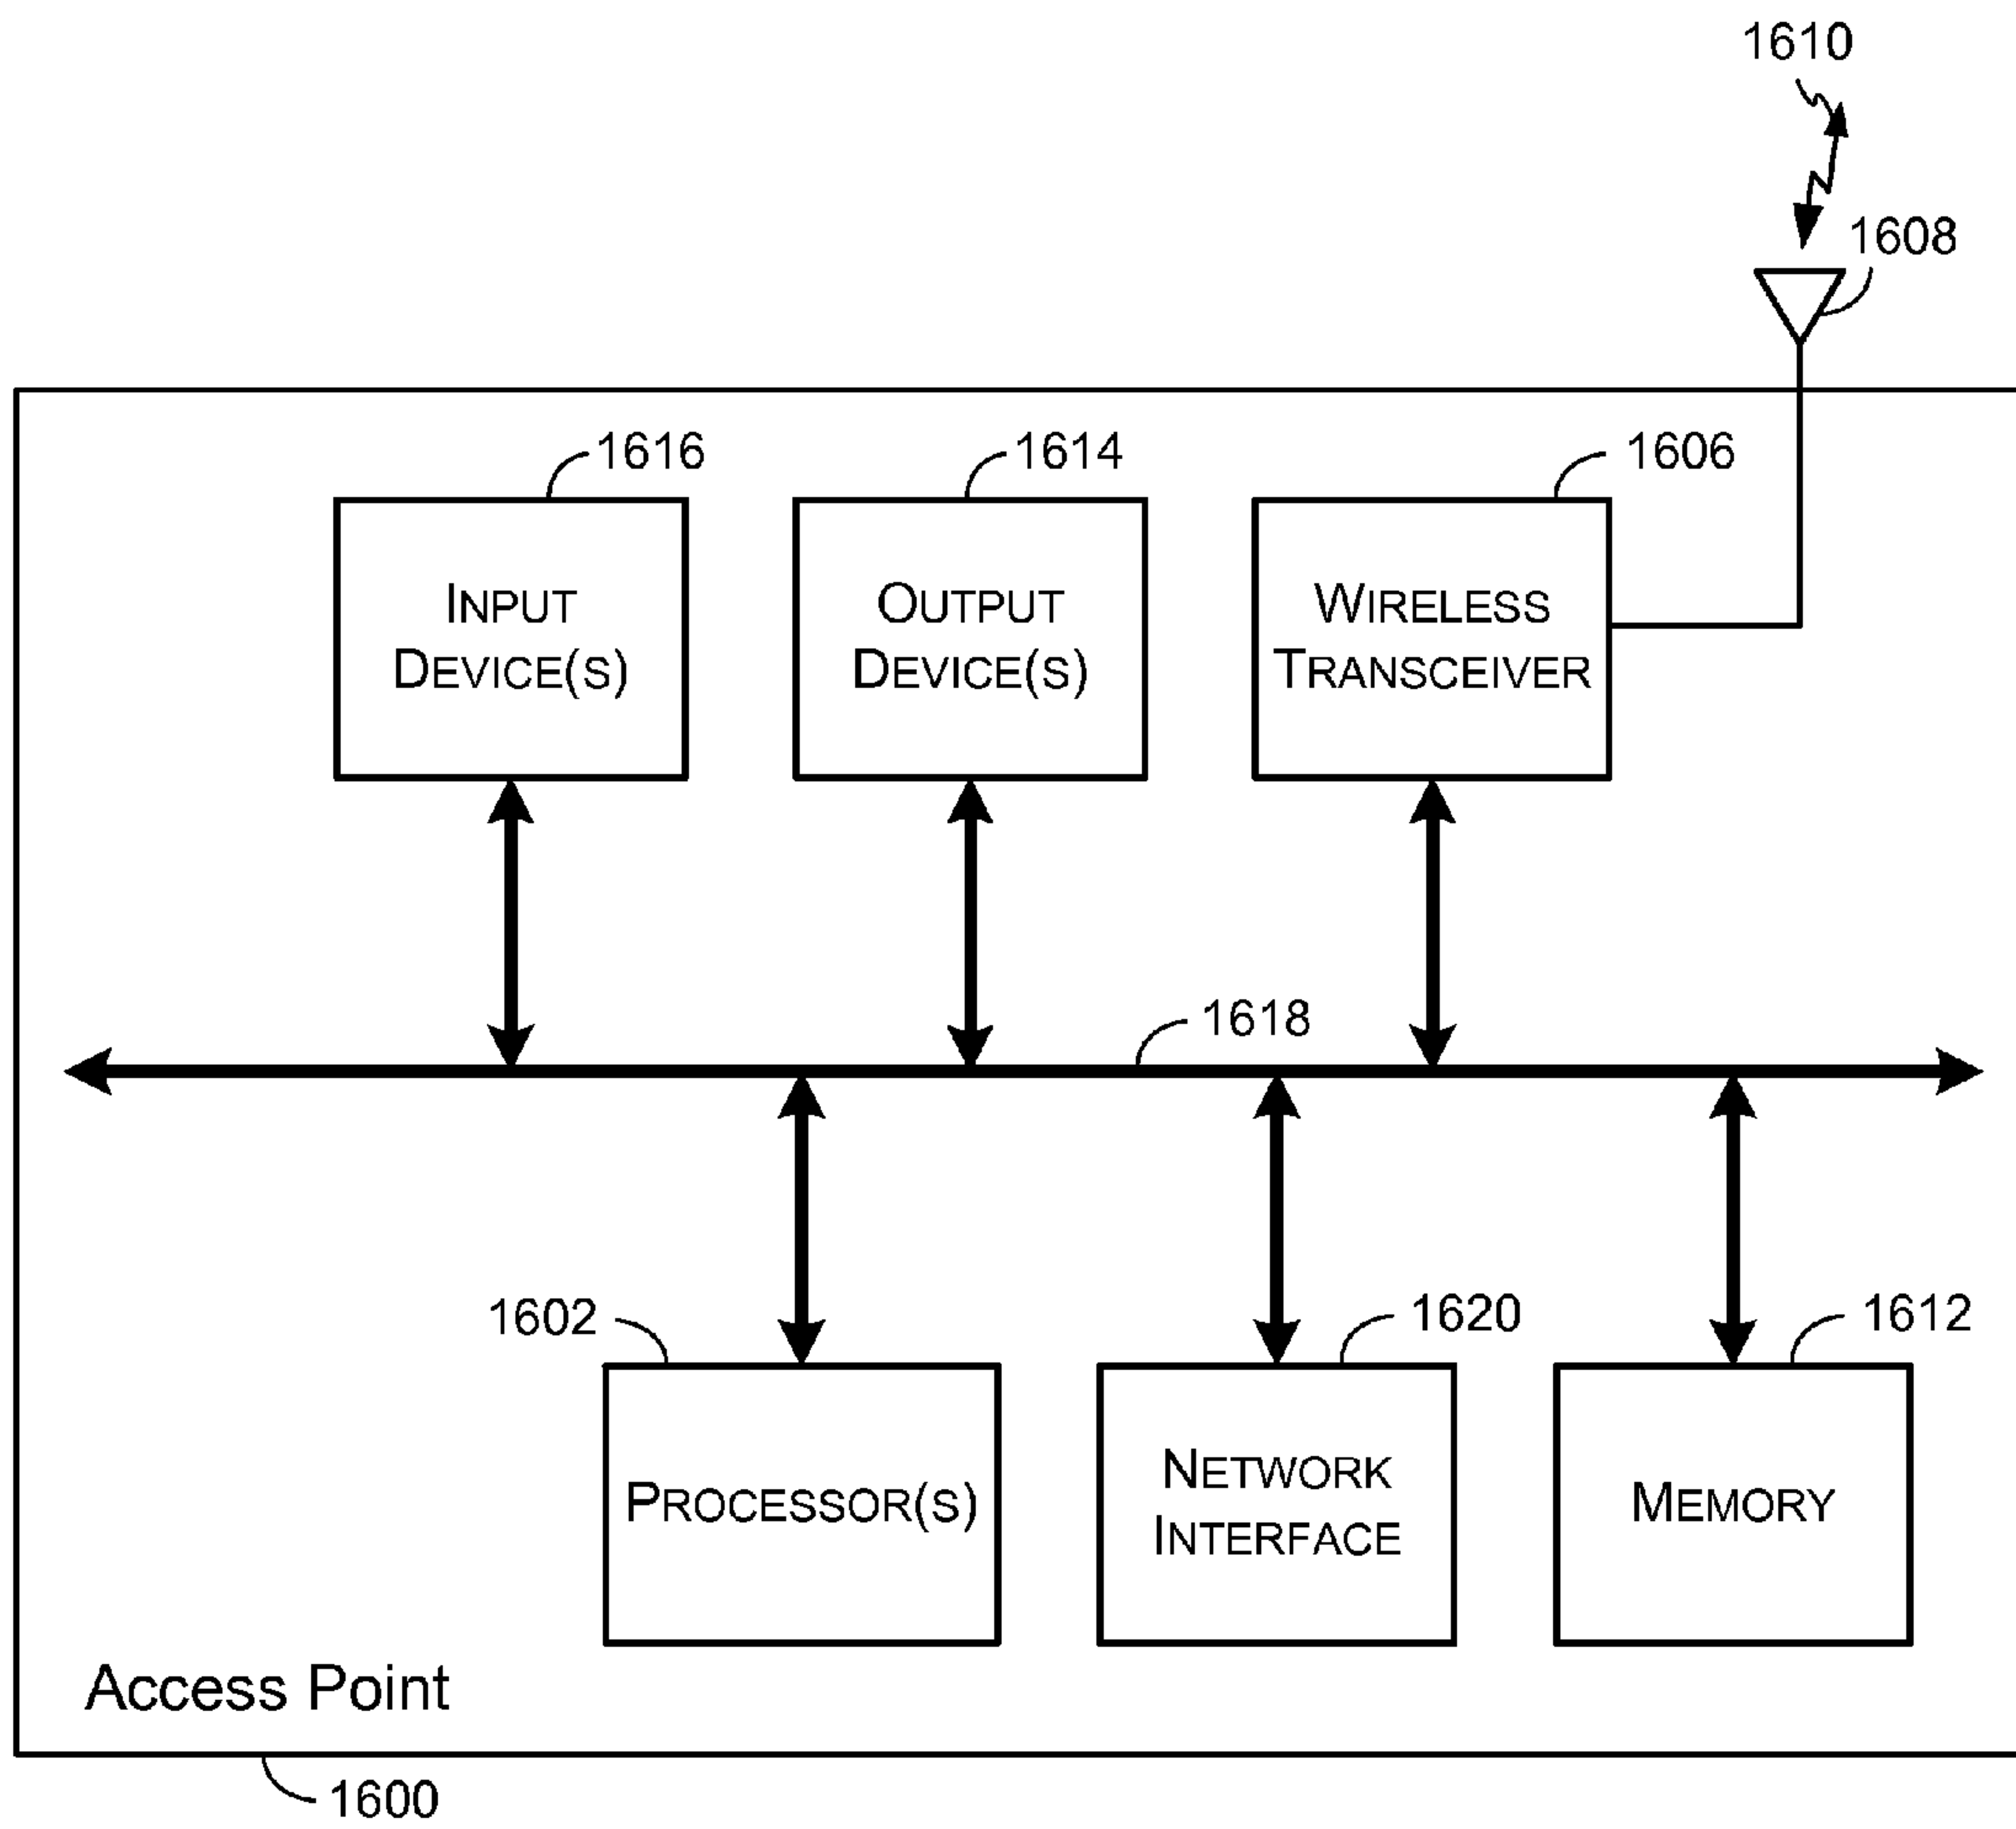 1610
1608
1616
1614
1606
INPUT
DEVICE(S)
OUTPUT
DEVICE(S)
WIRELESS
TRANSCEIVER
1618
1602
1620
1612
PROCESSOR(S)
NETWORK
INTERFACE
MEMORY
Access Point
1600